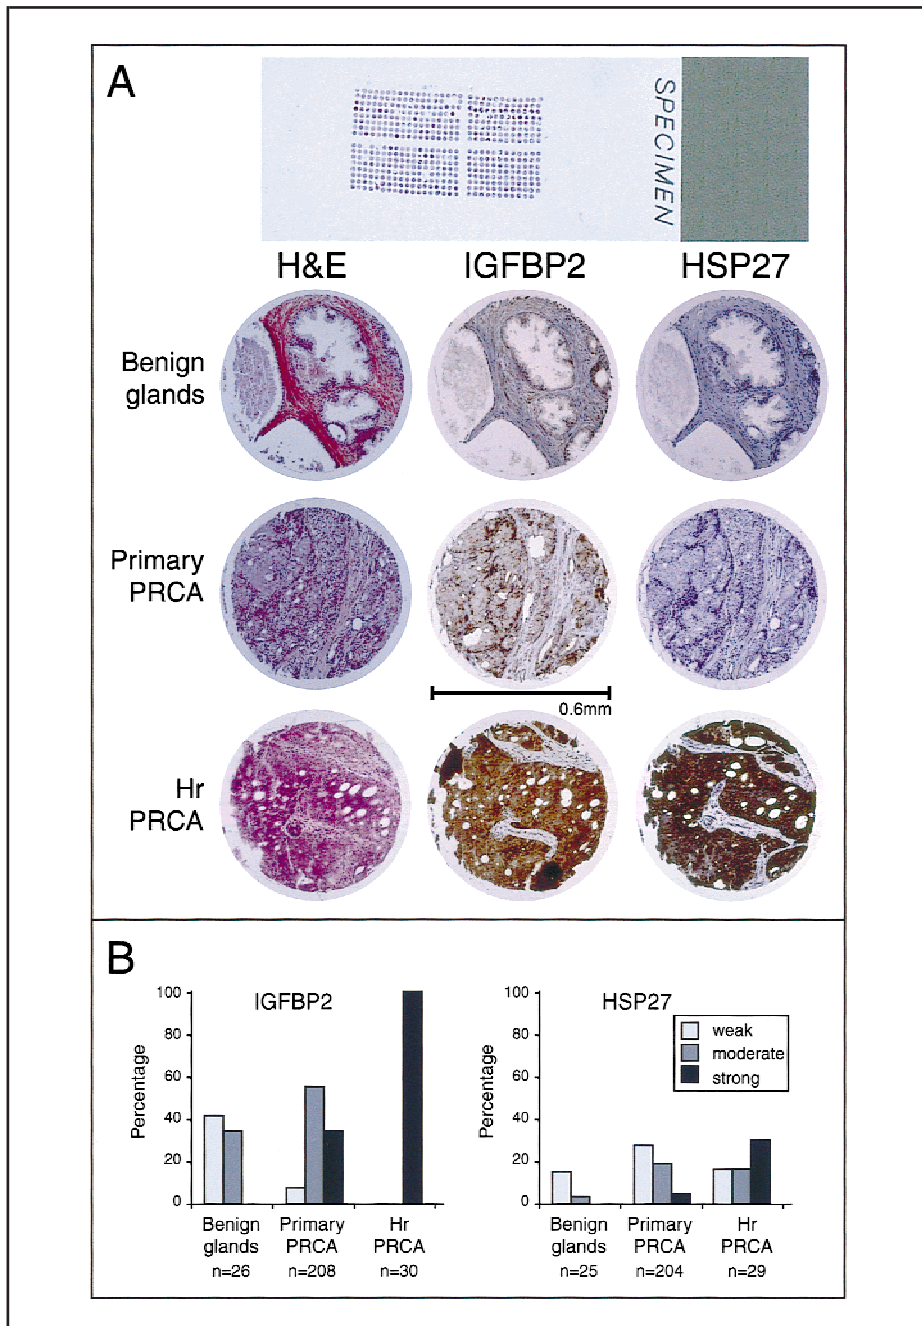 A
SPECIMEN
H&E IGFBP2 HSP27
Benign
glands
Primary
PRCA
0.6mm
Hr
PRCA
B
IGFBP2
Percentage
100
80
60
40
20
0
Benign
glands
n=26
Primary
PRCA
n=208
Hr
PRCA
n=30
HSP27
weak
moderate
strong
Percentage
100
80
60
40
20
0
Benign
glands
n=25
Primary
PRCA
n=204
Hr
PRCA
n=29